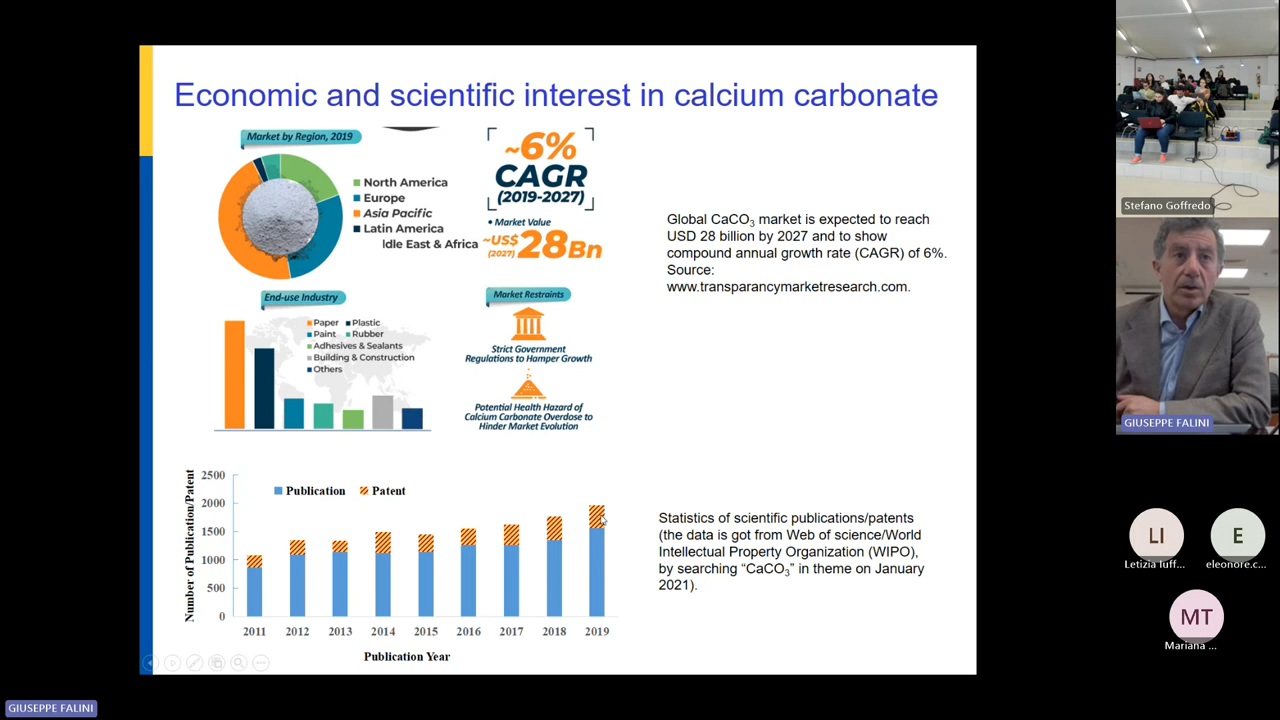 Economic and scientific interest in calcium carbonate
Market by Region, 2019
North America
Europe
Asia Pacific
Latin America
Idle East & Africa
~6%
CAGR
(2019-2027)
• Market Value
~US$
(2027)
28Bn
Global CaCO₃ market is expected to reach
USD 28 billion by 2027 and to show
compound annual growth rate (CAGR) of 6%.
Source:
www.transparancymarketresearch.com.
End-use Industry
Paper
Plastic
Paint
Rubber
Adhesives & Sealants
Building & Construction
Others
Market Restraints
Strict Government
Regulations to Hamper Growth
Potential Health Hazard of
Calcium Carbonate Overdose to
Hinder Market Evolution
Number of Publication/Patent
2500
2000
1500
1000
500
0
Publication
Patent
2011
2012
2013
2014
2015
2016
2017
2018
2019
Publication Year
Statistics of scientific publications/patents
(the data is got from Web of science/World
Intellectual Property Organization (WIPO),
by searching “CaCO₃” in theme on January
2021).
Stefano Goffredo
GIUSEPPE FALINI
LI
Letizia Iuff...
E
eleonore.c...
MT
Mariana ...
GIUSEPPE FALINI